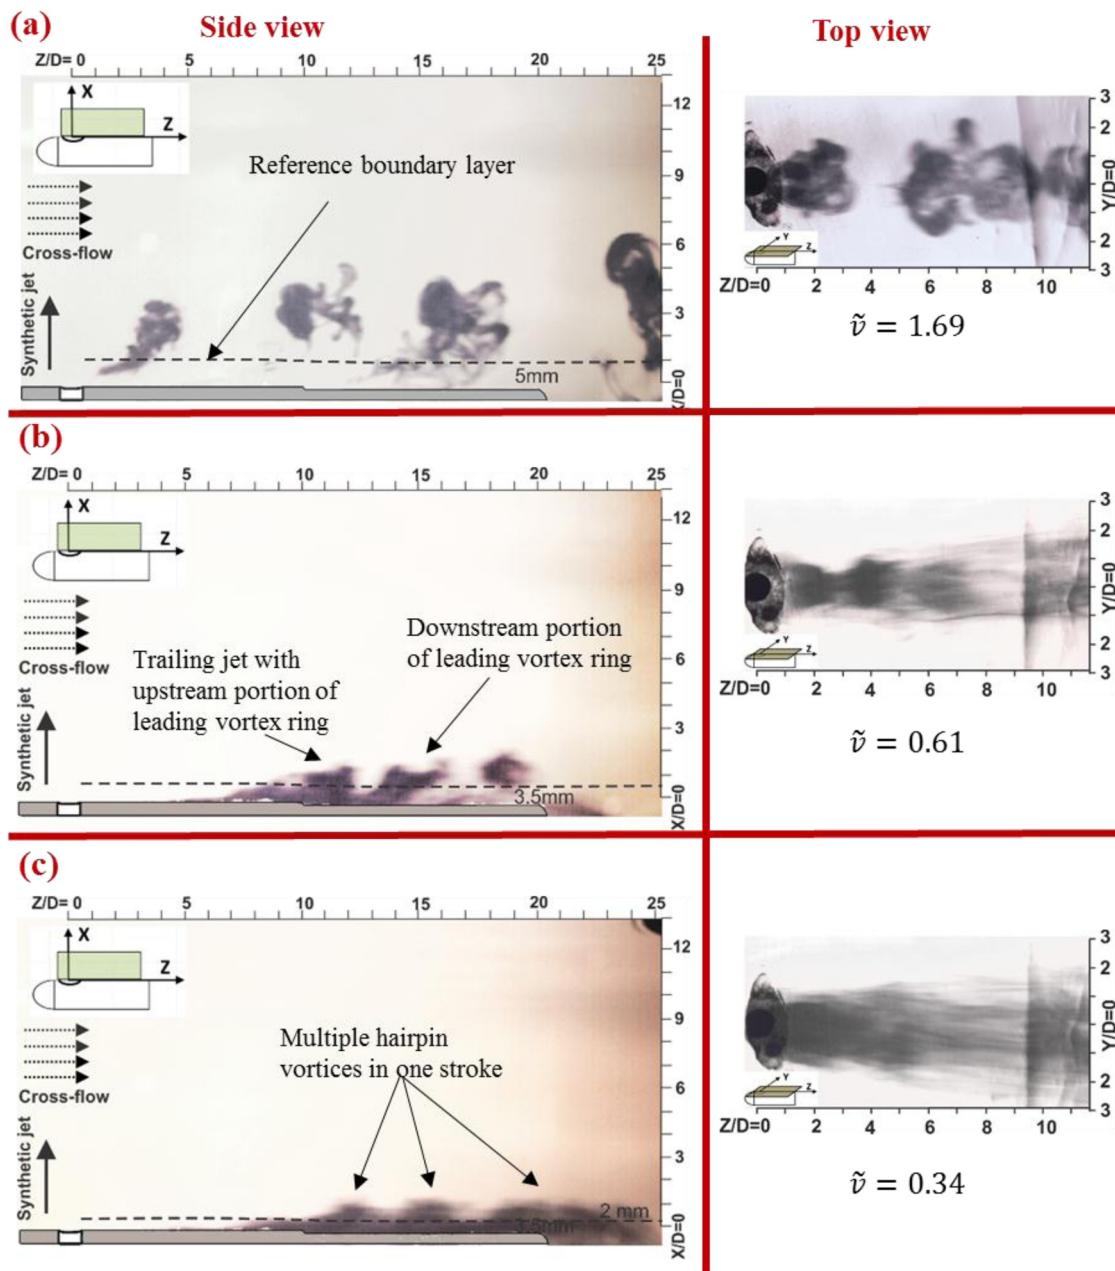 (a)
Side view
Top view
Z/D= 0 5 10 15 20 25
X
Z
Reference boundary layer
Cross-flow
Synthetic jet
5mm
12
9
6
3
X/D=0
3
2
Y/D=0
2
3
Y
Z
Z/D=0 2 4 6 8 10
ṽ = 1.69
(b)
Z/D= 0 5 10 15 20 25
X
Z
Cross-flow
Synthetic jet
Trailing jet with
upstream portion of
leading vortex ring
Downstream portion
of leading vortex ring
3.5mm
12
9
6
3
X/D=0
3
2
Y/D=0
2
3
Y
Z
Z/D=0 2 4 6 8 10
ṽ = 0.61
(c)
Z/D= 0 5 10 15 20 25
X
Z
Cross-flow
Synthetic jet
Multiple hairpin
vortices in one stroke
2 mm
3.5mm
12
9
6
3
X/D=0
3
2
Y/D=0
2
3
Y
Z
Z/D=0 2 4 6 8 10
ṽ = 0.34